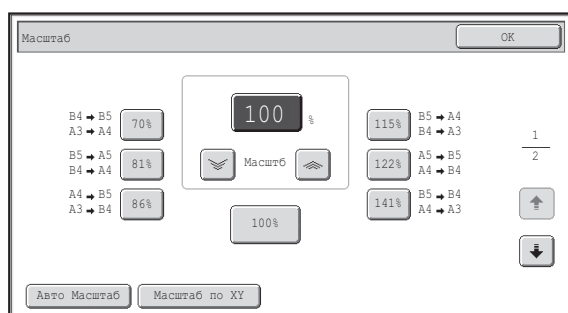 Масштаб
OK
B4 → B5
A3 → A4
70%
B5 → A5
B4 → A4
81%
A4 → B5
A3 → B4
86%
100 %
Масштб
100%
115%
B5 → A4
B4 → A3
122%
A5 → B5
A4 → B4
141%
B5 → B4
A4 → A3
1
2
Авто Масштаб
Масштаб по XY